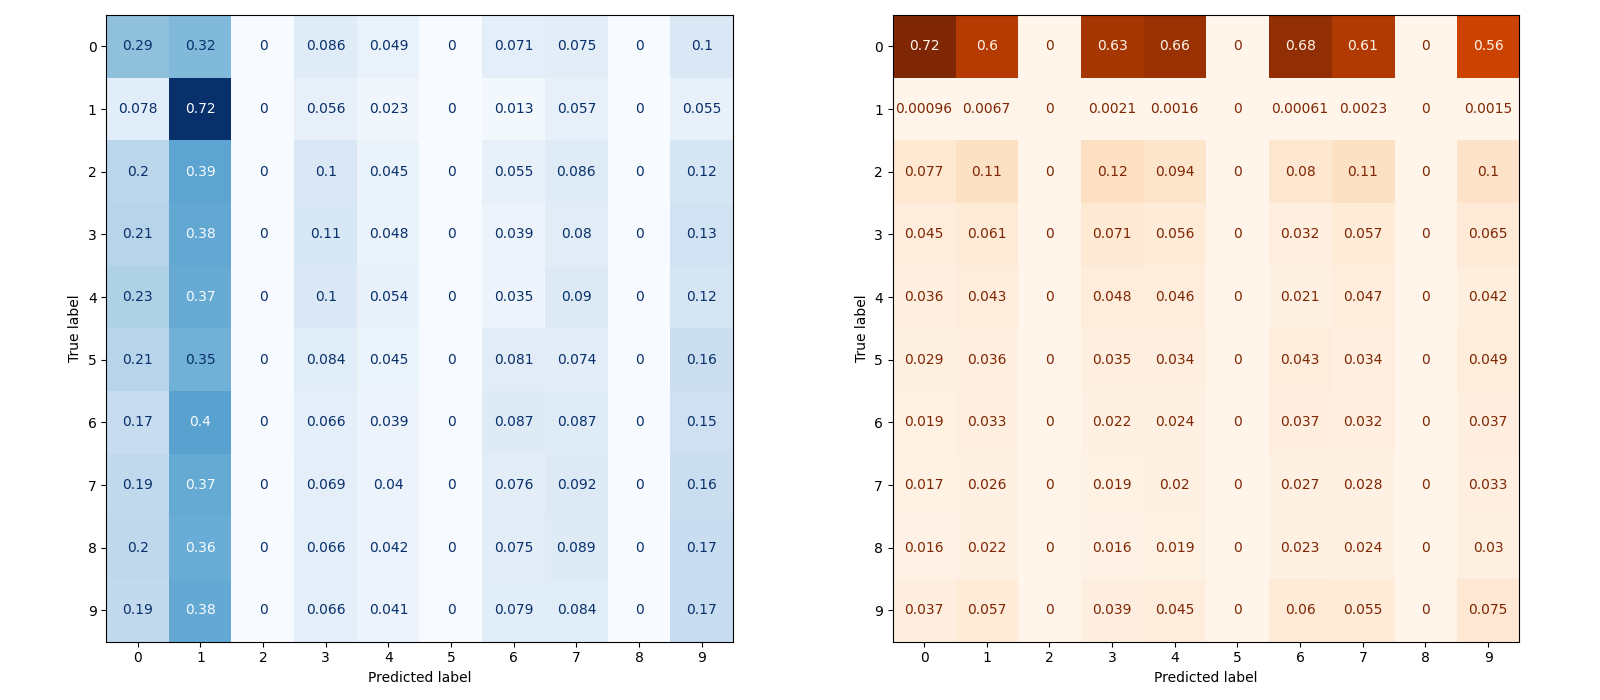 0 0.29 0.32 0 0.086 0.049 0 0.071 0.075 0 0.1
1 0.078 0.72 0 0.056 0.023 0 0.013 0.057 0 0.055
2 0.2 0.39 0 0.1 0.045 0 0.055 0.086 0 0.12
3 0.21 0.38 0 0.11 0.048 0 0.039 0.08 0 0.13
4 0.23 0.37 0 0.1 0.054 0 0.035 0.09 0 0.12
5 0.21 0.35 0 0.084 0.045 0 0.081 0.074 0 0.16
6 0.17 0.4 0 0.066 0.039 0 0.087 0.087 0 0.15
7 0.19 0.37 0 0.069 0.04 0 0.076 0.092 0 0.16
8 0.2 0.36 0 0.066 0.042 0 0.075 0.089 0 0.17
9 0.19 0.38 0 0.066 0.041 0 0.079 0.084 0 0.17
0 1 2 3 4 5 6 7 8 9
Predicted label
True label
0 0.72 0.6 0 0.63 0.66 0 0.68 0.61 0 0.56
1 0.00096 0.0067 0 0.0021 0.0016 0 0.00061 0.0023 0 0.0015
2 0.077 0.11 0 0.12 0.094 0 0.08 0.11 0 0.1
3 0.045 0.061 0 0.071 0.056 0 0.032 0.057 0 0.065
4 0.036 0.043 0 0.048 0.046 0 0.021 0.047 0 0.042
5 0.029 0.036 0 0.035 0.034 0 0.043 0.034 0 0.049
6 0.019 0.033 0 0.022 0.024 0 0.037 0.032 0 0.037
7 0.017 0.026 0 0.019 0.02 0 0.027 0.028 0 0.033
8 0.016 0.022 0 0.016 0.019 0 0.023 0.024 0 0.03
9 0.037 0.057 0 0.039 0.045 0 0.06 0.055 0 0.075
0 1 2 3 4 5 6 7 8 9
Predicted label
True label